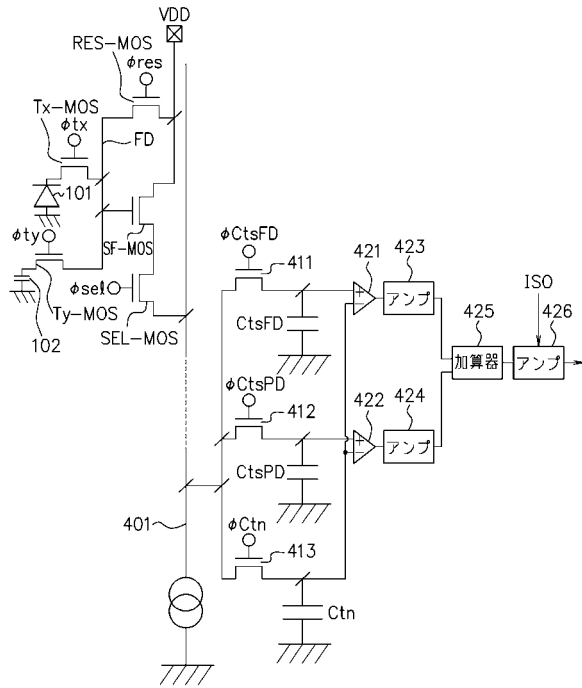 VDD
RES-MOS
φres
Tx-MOS
φtx
FD
101
φty
SF-MOS
φsel
Ty-MOS
102
SEL-MOS
φCtsFD
411
CtsFD
421
423
アンプ
ISO
425
426
加算器
アンプ
φCtsPD
412
422
424
アンプ
CtsPD
401
φCtn
413
Ctn